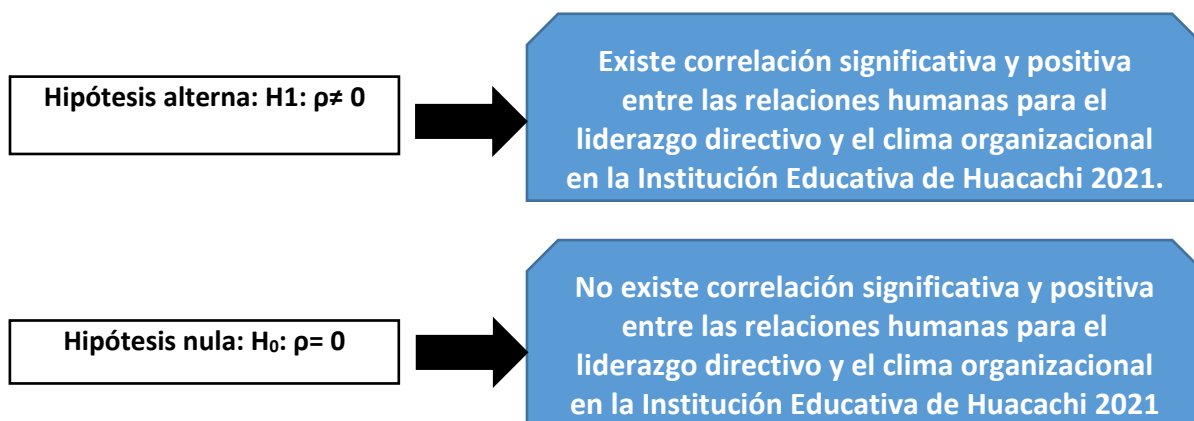 Hipótesis alterna: H1: ρ≠ 0
Existe correlación significativa y positiva
entre las relaciones humanas para el
liderazgo directivo y el clima organizacional
en la Institución Educativa de Huacachi 2021.
Hipótesis nula: H₀: ρ= 0
No existe correlación significativa y positiva
entre las relaciones humanas para el
liderazgo directivo y el clima organizacional
en la Institución Educativa de Huacachi 2021